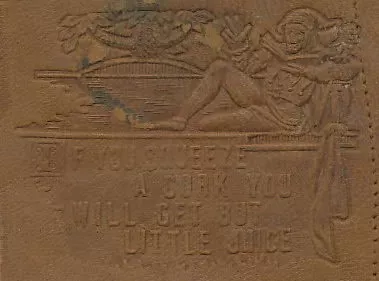 IF YOU SQUEEZE
A CORK YOU
WILL GET BUT
LITTLE JUICE